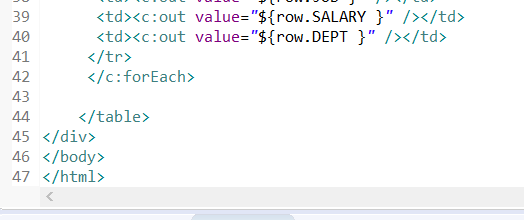 39 <td><c:out value="${row.SALARY }" /></td>
40 <td><c:out value="${row.DEPT }" /></td>
41 </tr>
42 </c:forEach>
43
44 </table>
45 </div>
46 </body>
47 </html>